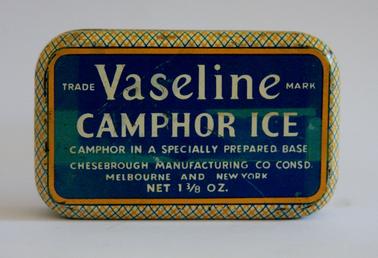 TRADE Vaseline MARK
CAMPHOR ICE
CAMPHOR IN A SPECIALLY PREPARED BASE
CHESEBROUGH MANUFACTURING CO CONSD.
MELBOURNE AND NEW YORK
NET 1 3/8 OZ.